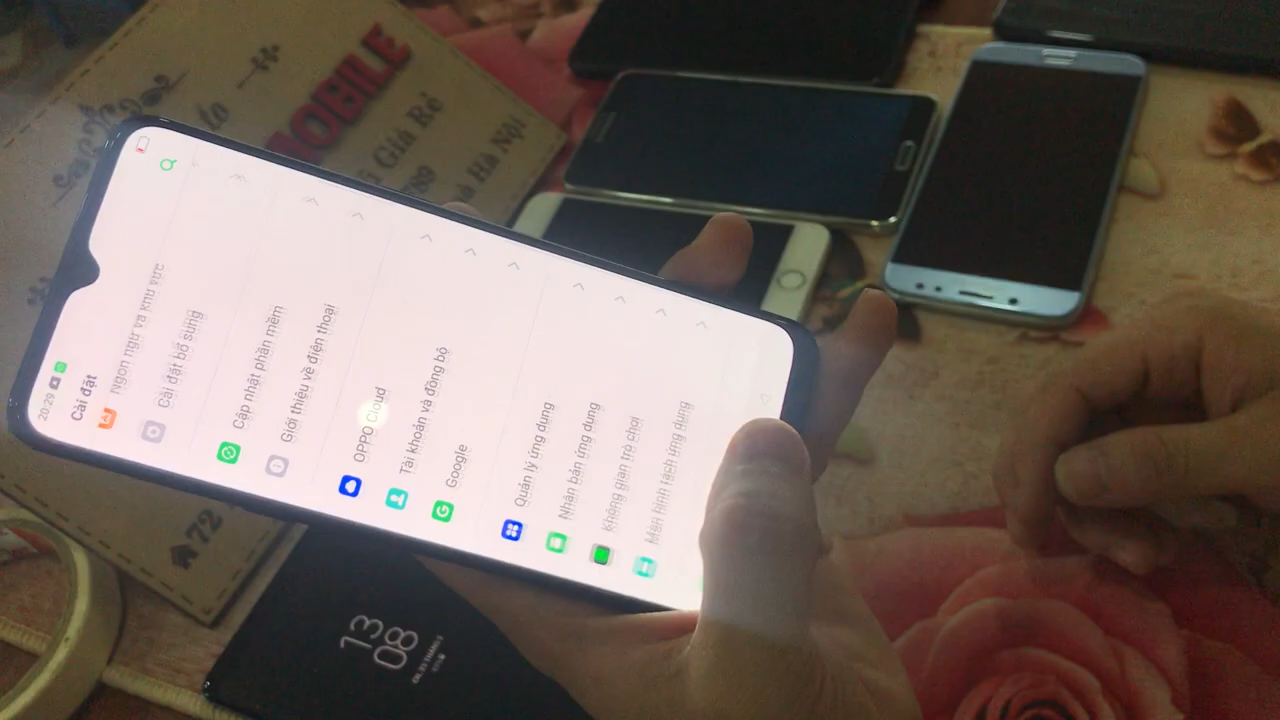 20:29
Cài đặt
Ngôn ngữ và khu vực
Cài đặt bổ sung
Cập nhật phần mềm
Giới thiệu về điện thoại
OPPO Cloud
Tài khoản và đồng bộ
Google
Quản lý ứng dụng
Nhân bản ứng dụng
Không gian trò chơi
Màn hình tách ứng dụng
MOBILE
Giá Rẻ
789
Hà Nội
72
13
08